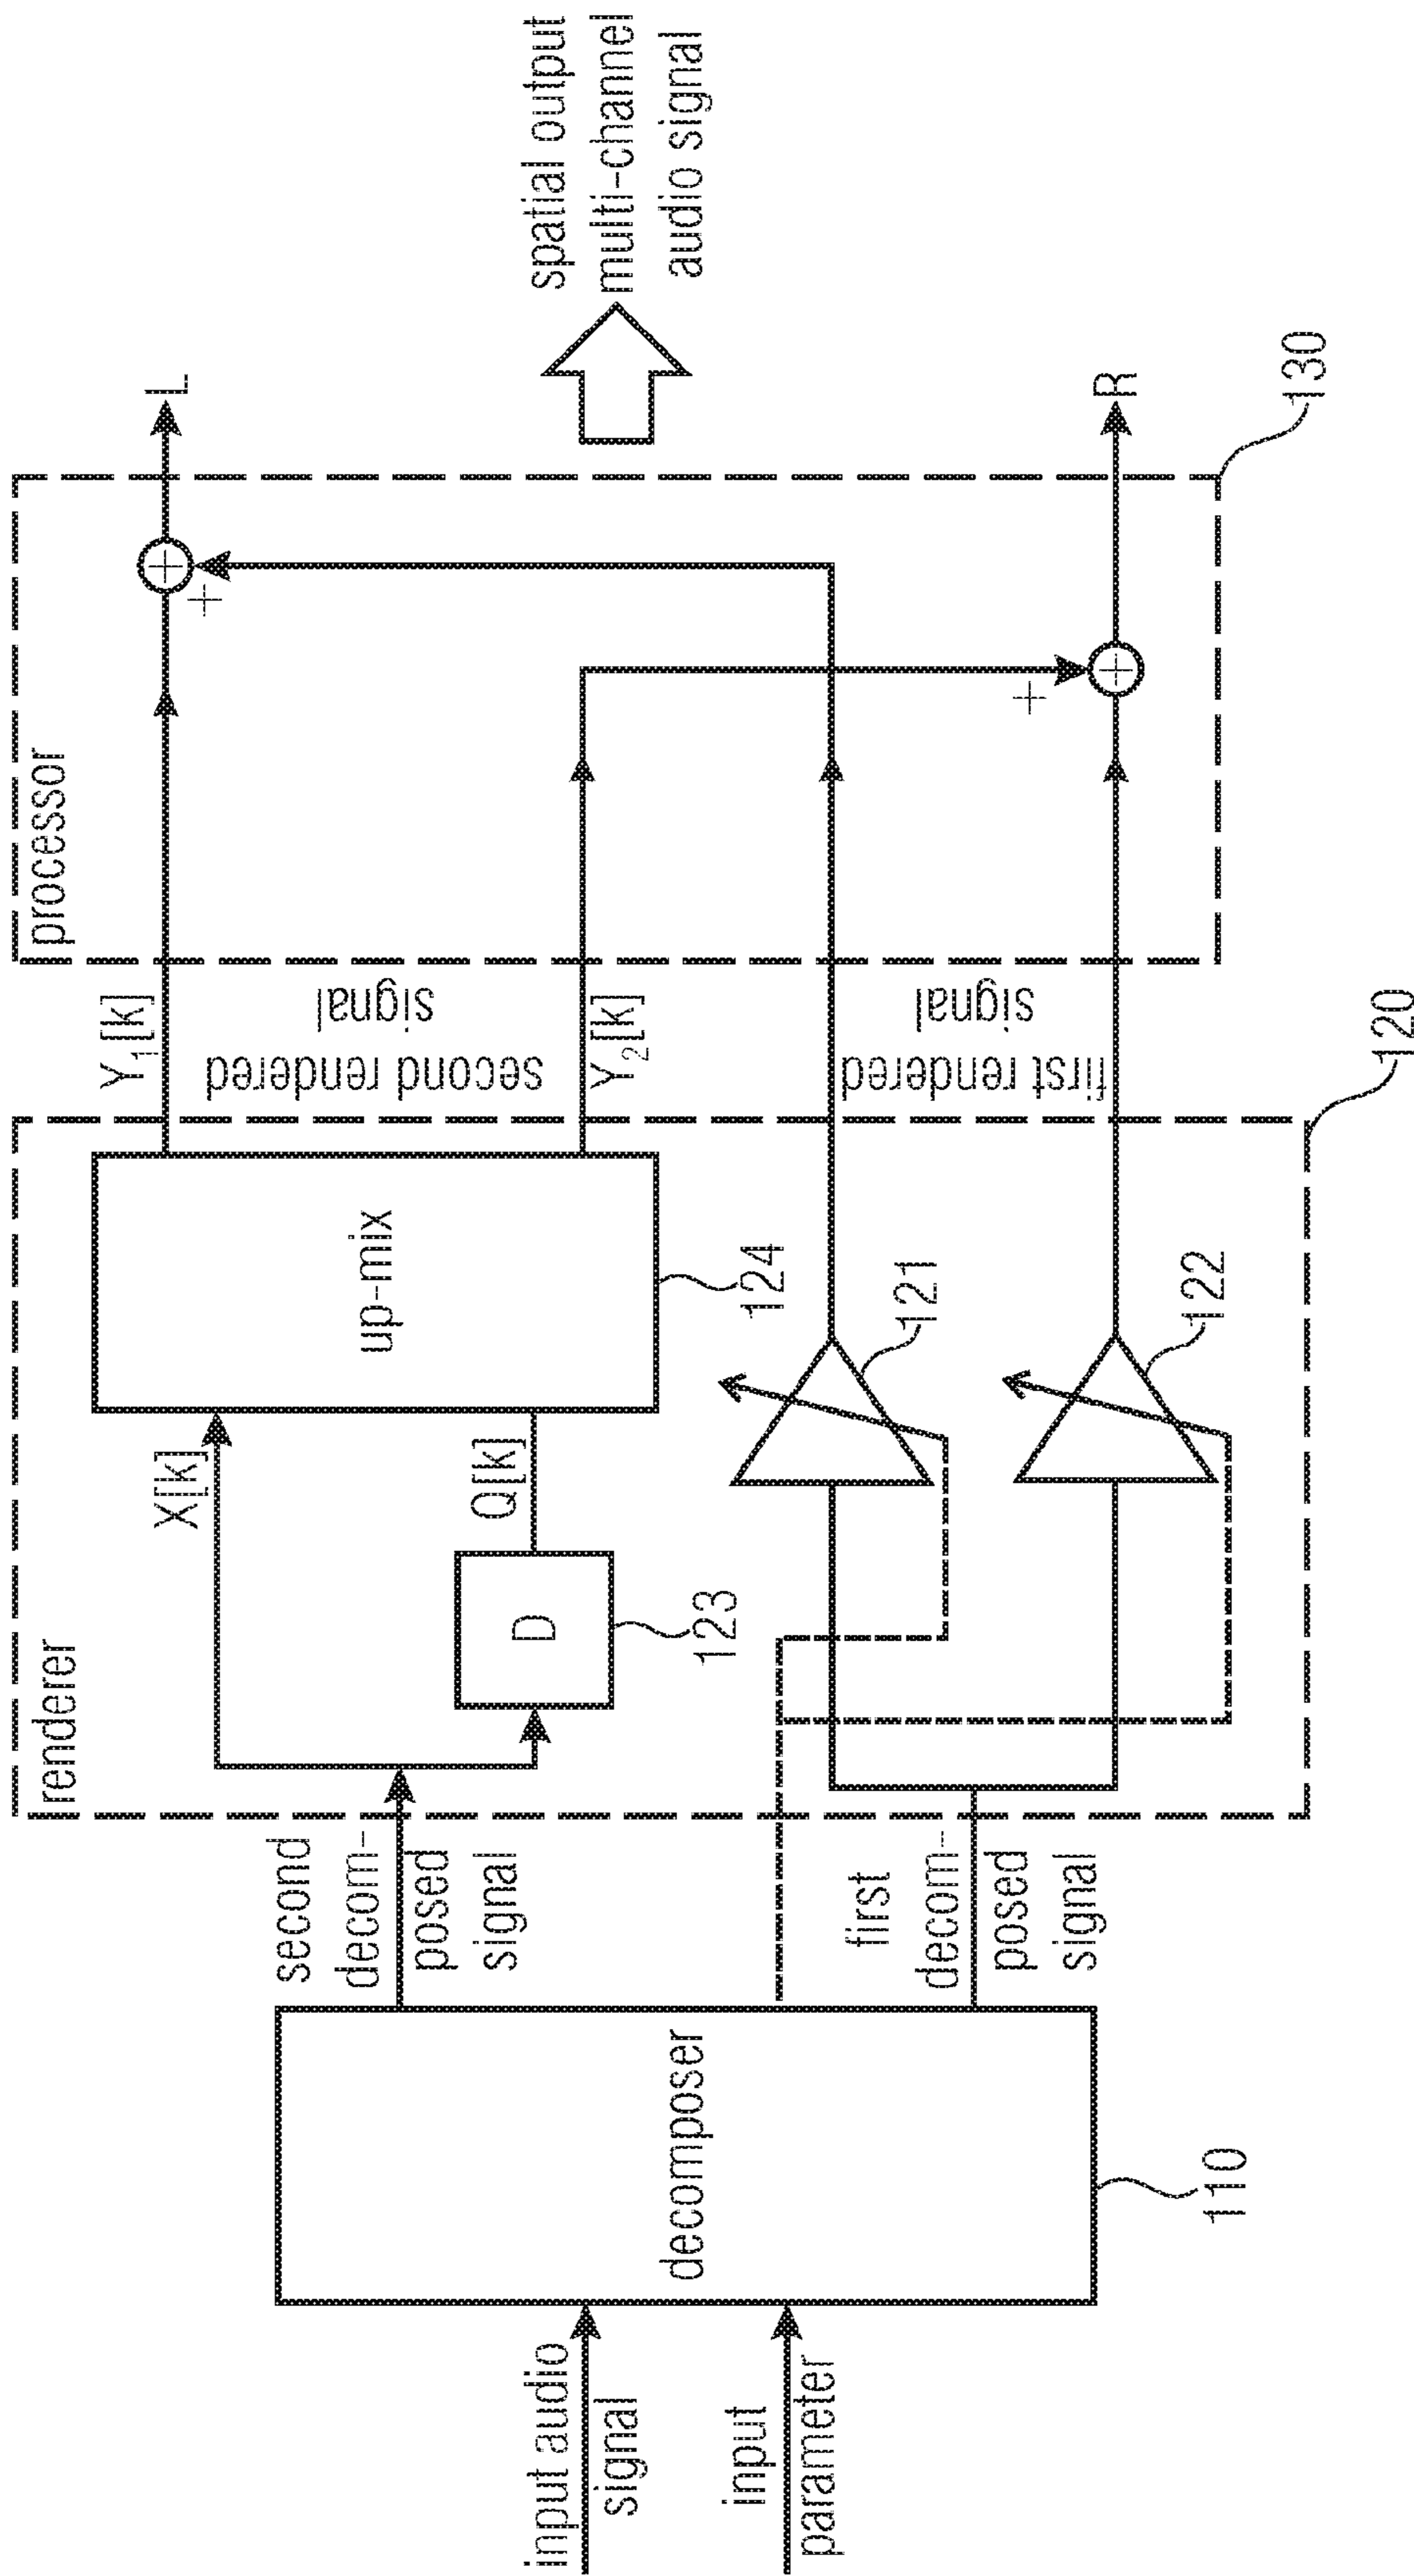 input audio
signal
input
parameter
decomposer
110
second
decom-
posed
signal
first
decom-
posed
signal
renderer
X[k]
D
123
Q[k]
up-mix
124
121
122
120
Y₁[k]
second rendered
signal
Y₂[k]
first rendered
signal
processor
+
+
+
+
130
L
R
spatial output
multi-channel
audio signal